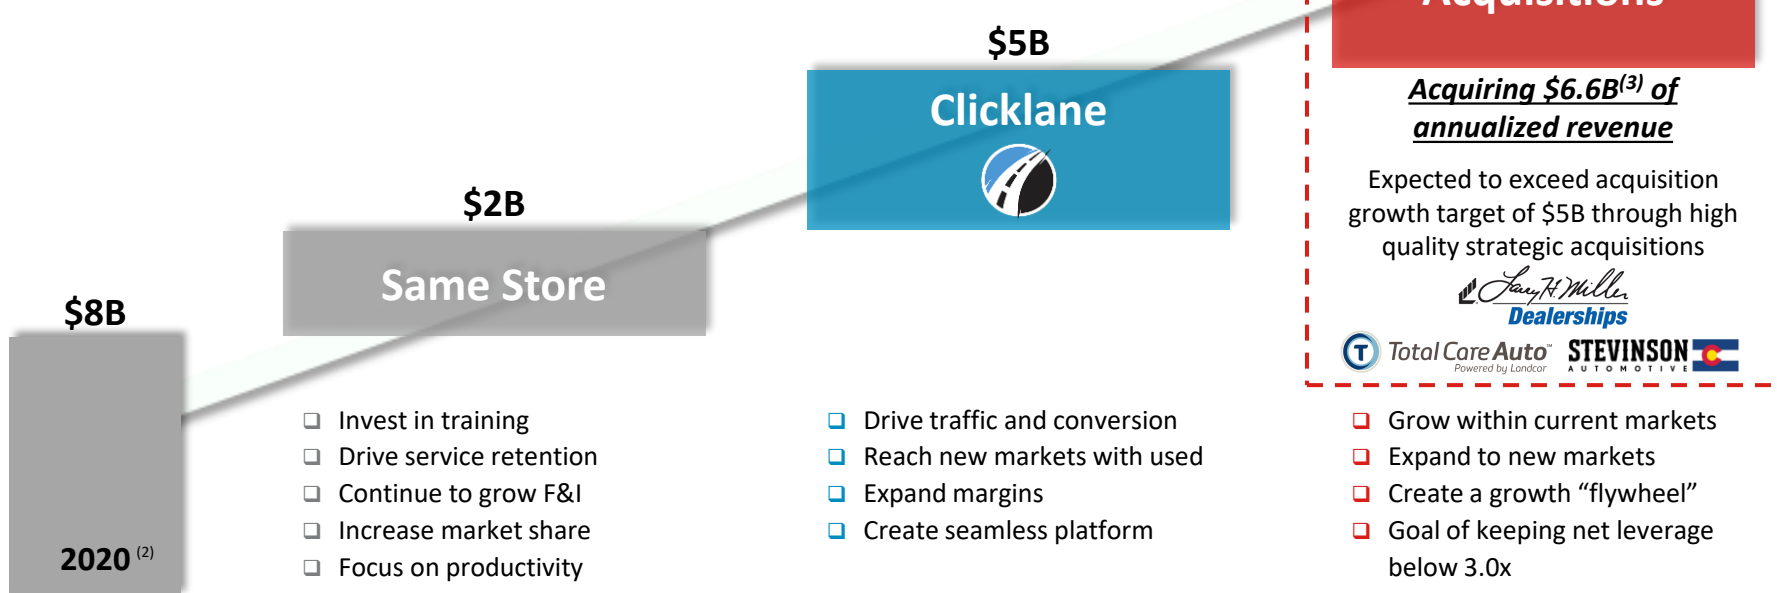 $8B
2020 (2)
$2B
Same Store
❑ Invest in training
❑ Drive service retention
❑ Continue to grow F&I
❑ Increase market share
❑ Focus on productivity
$5B
Clicklane
❑ Drive traffic and conversion
❑ Reach new markets with used
❑ Expand margins
❑ Create seamless platform
Acquisitions
Acquiring $6.6B(3) of
annualized revenue
Expected to exceed acquisition
growth target of $5B through high
quality strategic acquisitions
Larry H. Miller
Dealerships
T Total Care Auto™
Powered by Landcar
STEVINSON
AUTOMOTIVE
❑ Grow within current markets
❑ Expand to new markets
❑ Create a growth “flywheel”
❑ Goal of keeping net leverage
below 3.0x